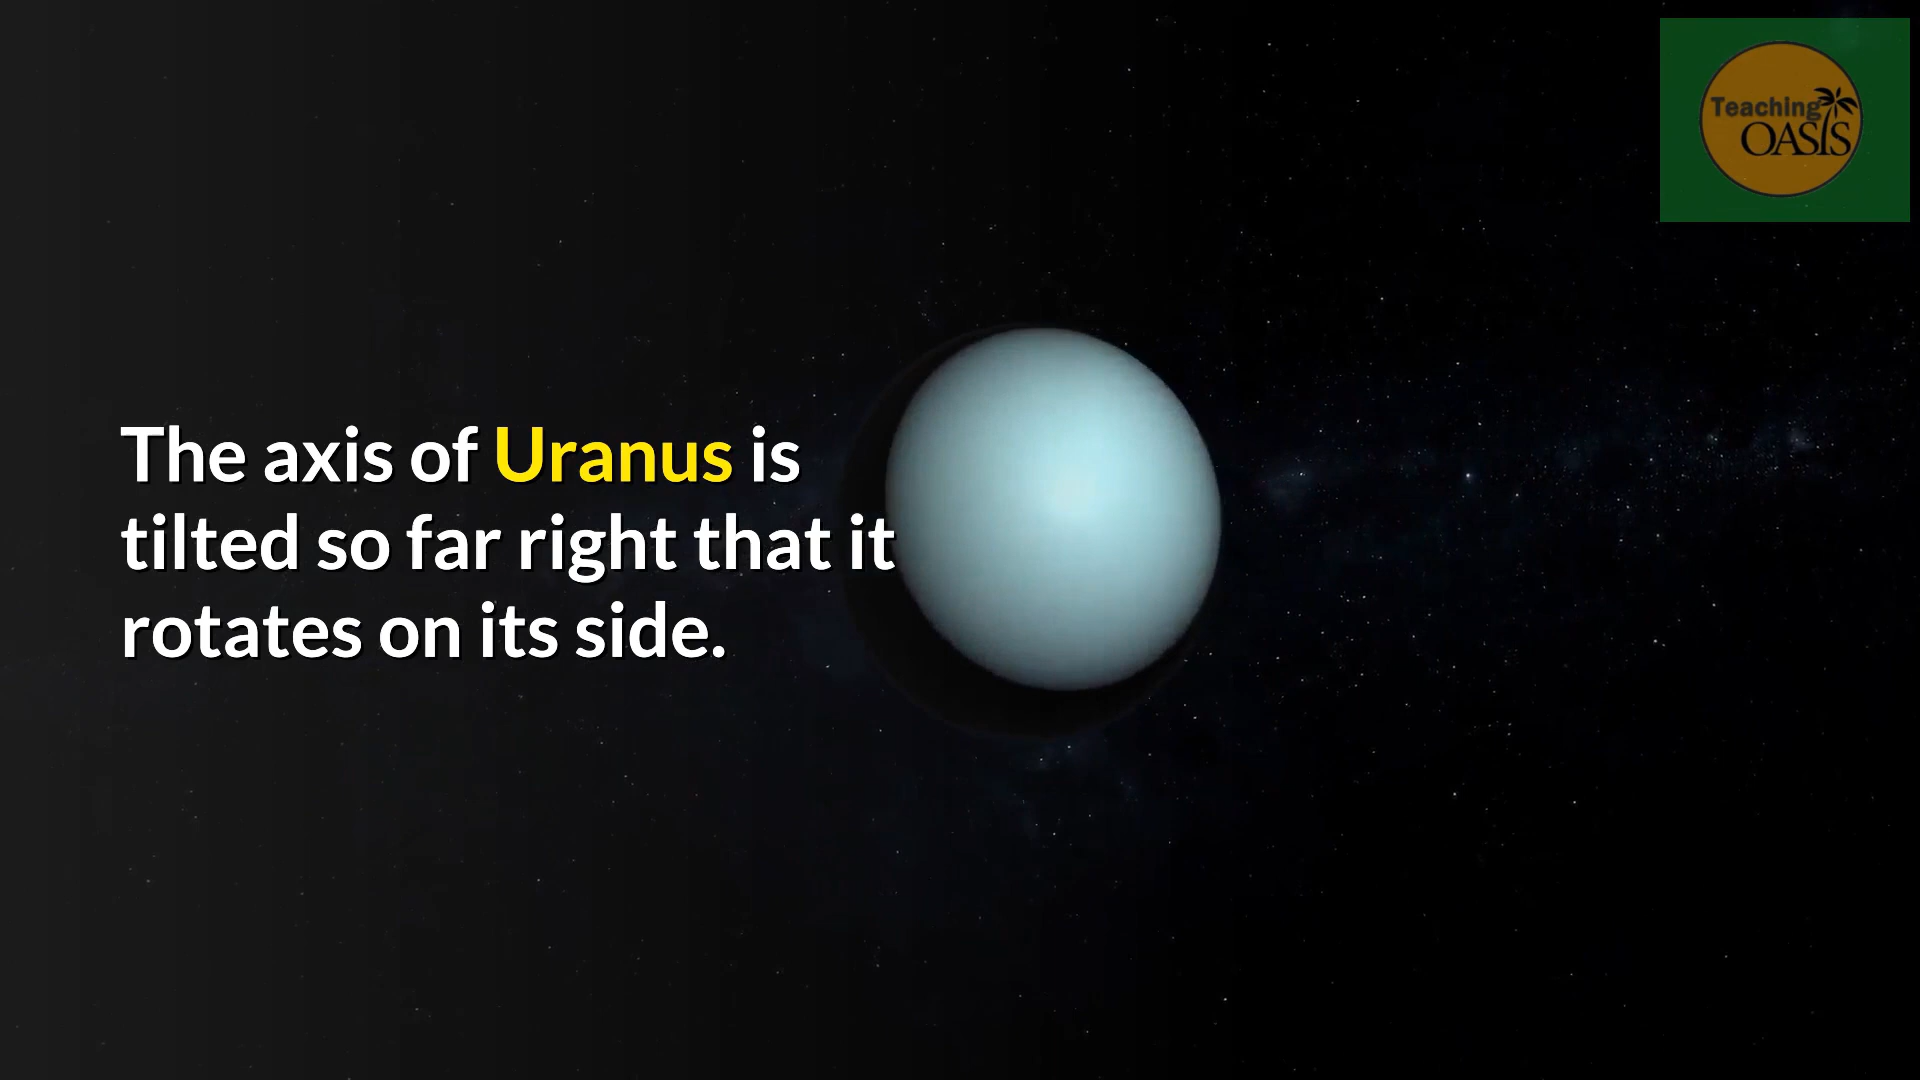 Teaching
OASIS
The axis of Uranus is
tilted so far right that it
rotates on its side.